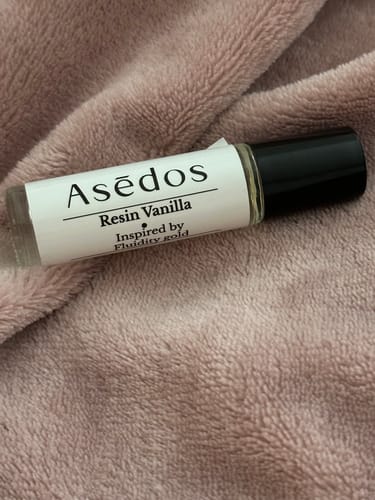 Asēdos
Resin Vanilla
Inspired by
Fluidity gold